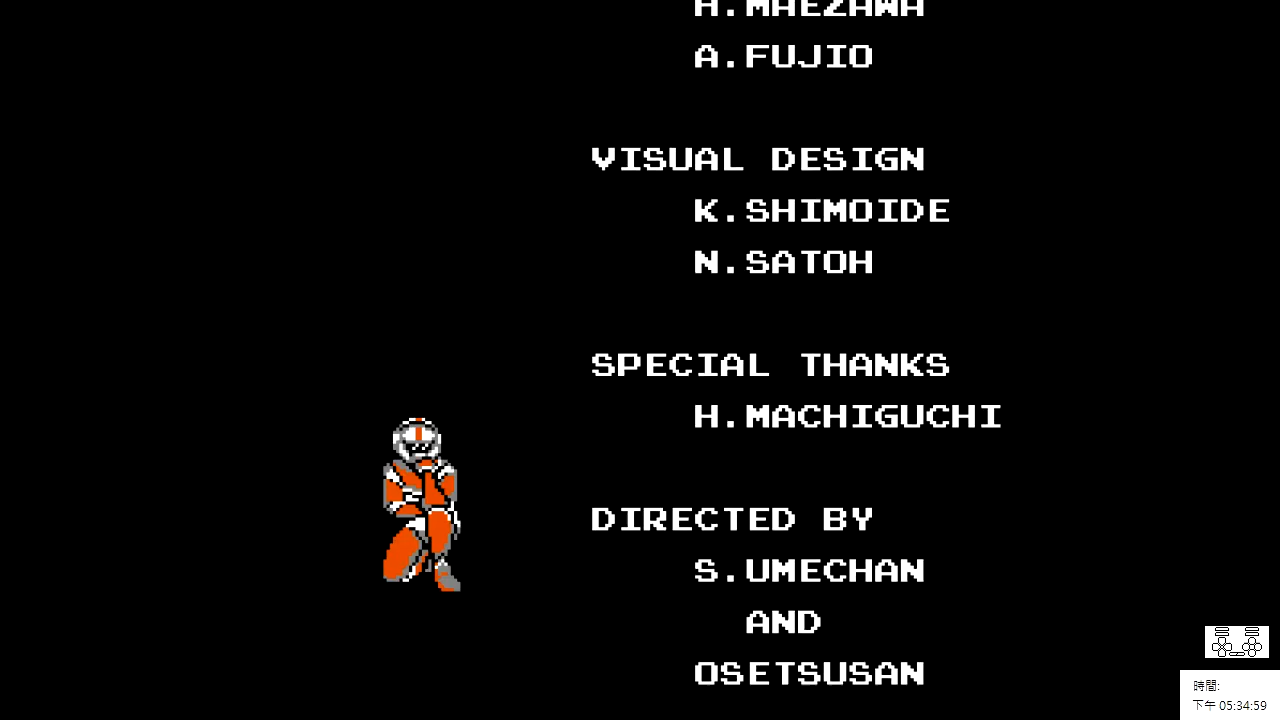 H.MAEZAWA
A.FUJIO
VISUAL DESIGN
K.SHIMOIDE
N.SATOH
SPECIAL THANKS
H.MACHIGUCHI
DIRECTED BY
S.UMECHAN
AND
OSETSUSAN
時間:
下午 05:34:59